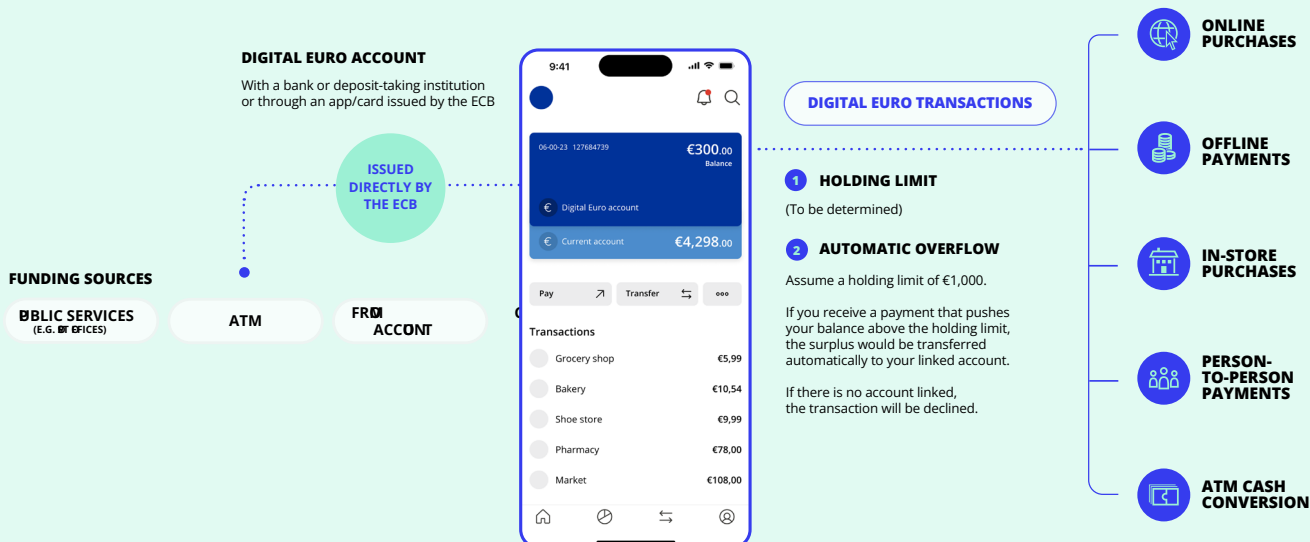 DIGITAL EURO ACCOUNT
With a bank or deposit-taking institution
or through an app/card issued by the ECB
ISSUED
DIRECTLY BY
THE ECB
FUNDING SOURCES
BLIC SERVICES
(E.G.
ATM
9:41
06-00-23 127684739
€300.00
Balance
Digital Euro account
Current account
€4,298.00
Pay
Transfer
Transactions
Grocery shop €5,99
Bakery €10,54
Shoe store €9,99
Pharmacy €78,00
Market €108,00
DIGITAL EURO TRANSACTIONS
1 HOLDING LIMIT
(To be determined)
2 AUTOMATIC OVERFLOW
Assume a holding limit of €1,000.
If you receive a payment that pushes
your balance above the holding limit,
the surplus would be transferred
automatically to your linked account.
If there is no account linked,
the transaction will be declined.
ONLINE
PURCHASES
OFFLINE
PAYMENTS
IN-STORE
PURCHASES
PERSON-
TO-PERSON
PAYMENTS
ATM CASH
CONVERSION